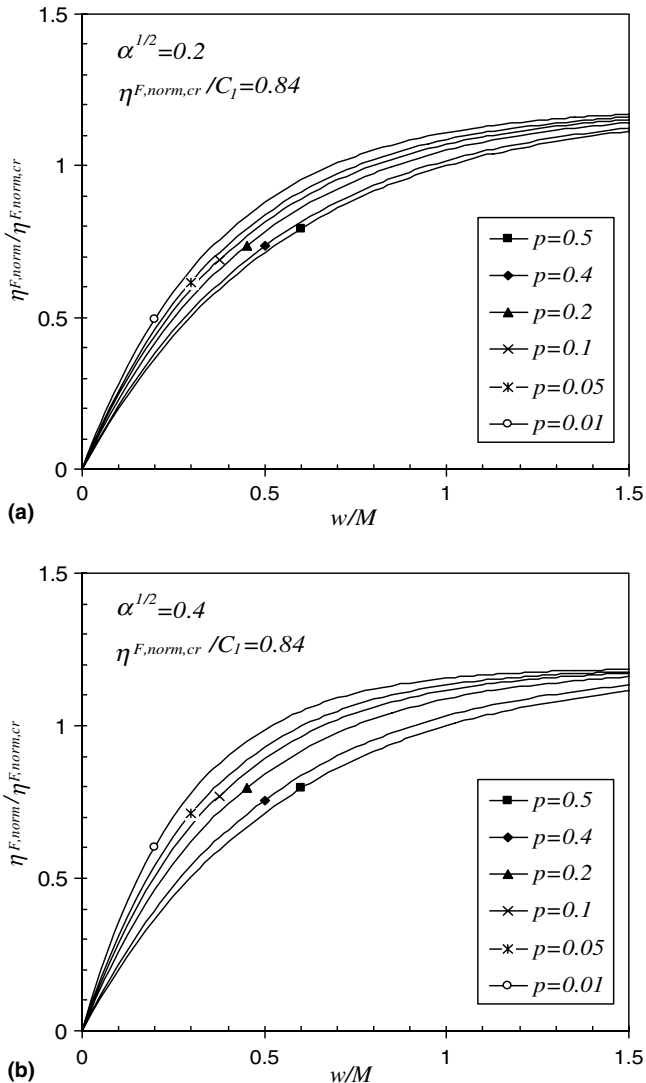 1.5
α^{1/2}=0.2
η^{F,norm,cr}/C_1=0.84
1
η^{F,norm}/η^{F,norm,cr}
0.5
p=0.5
p=0.4
p=0.2
p=0.1
p=0.05
p=0.01
0
0 0.5 1 1.5
(a) w/M
1.5
α^{1/2}=0.4
η^{F,norm,cr}/C_1=0.84
1
η^{F,norm}/η^{F,norm,cr}
0.5
p=0.5
p=0.4
p=0.2
p=0.1
p=0.05
p=0.01
0
0 0.5 1 1.5
(b) w/M